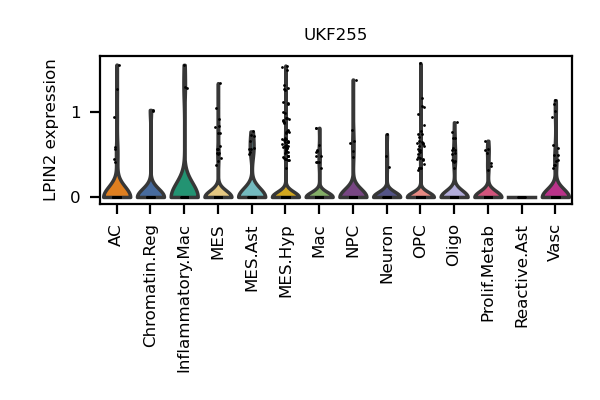 UKF255
LPIN2 expression
1
0
AC
Chromatin.Reg
Inflammatory.Mac
MES
MES.Ast
MES.Hyp
Mac
NPC
Neuron
OPC
Oligo
Prolif.Metab
Reactive.Ast
Vasc